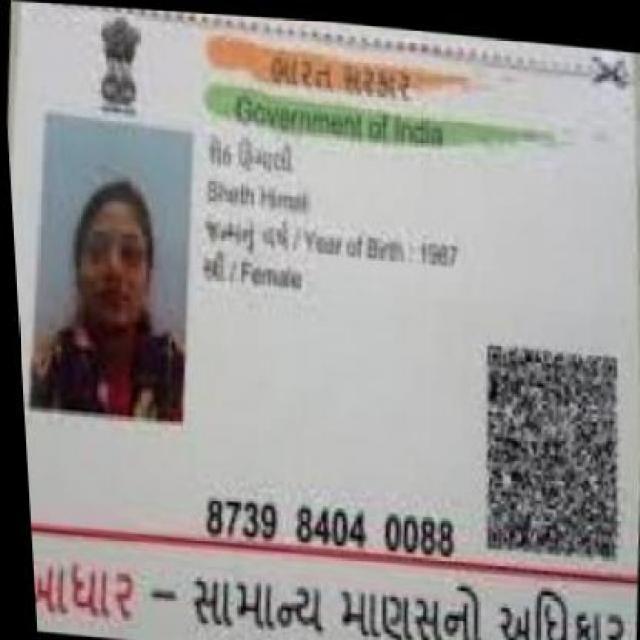 ભારત સરકાર
Government of India
શેઠ હિમાલી
Sheth Himali
જન્મનું વર્ષ / Year of Birth : 1987
સ્ત્રી / Female
8739 8404 0088
આધાર – સામાન્ય માણસનો અધિકાર